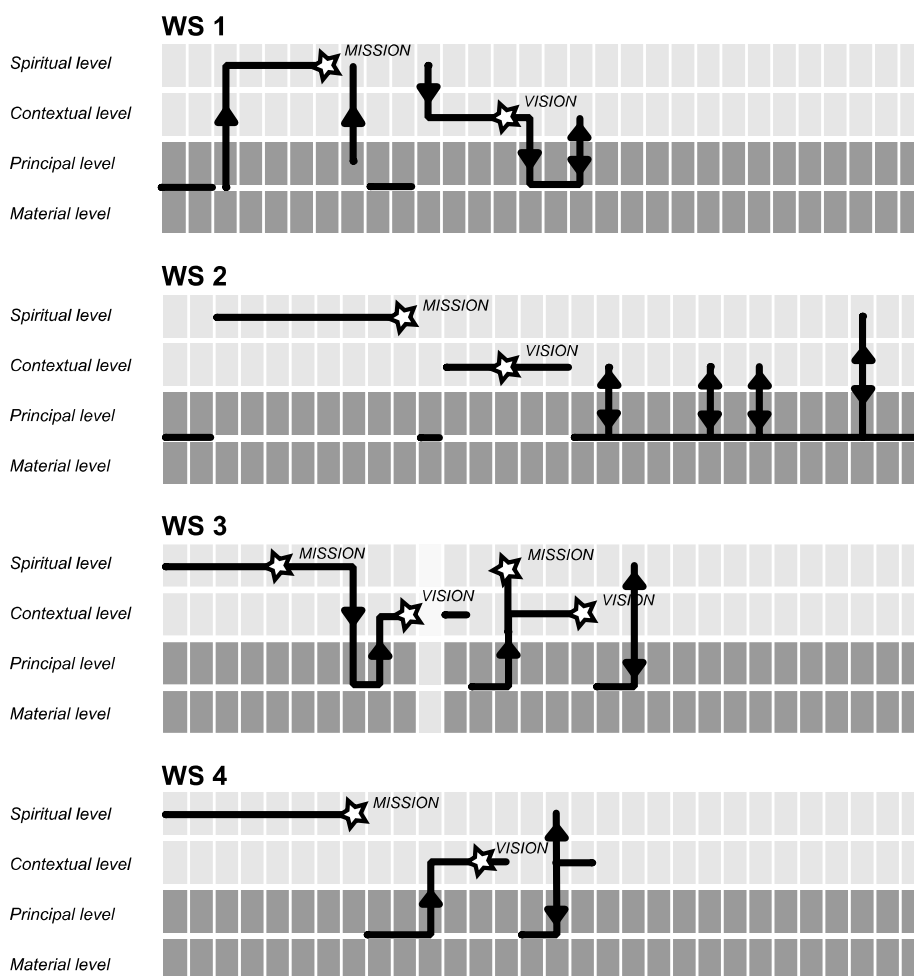 WS 1
MISSION
Spiritual level
VISION
Contextual level
Principal level
Material level
WS 2
MISSION
Spiritual level
VISION
Contextual level
Principal level
Material level
WS 3
MISSION MISSION
Spiritual level
VISION VISION
Contextual level
Principal level
Material level
WS 4
MISSION
Spiritual level
VISION
Contextual level
Principal level
Material level